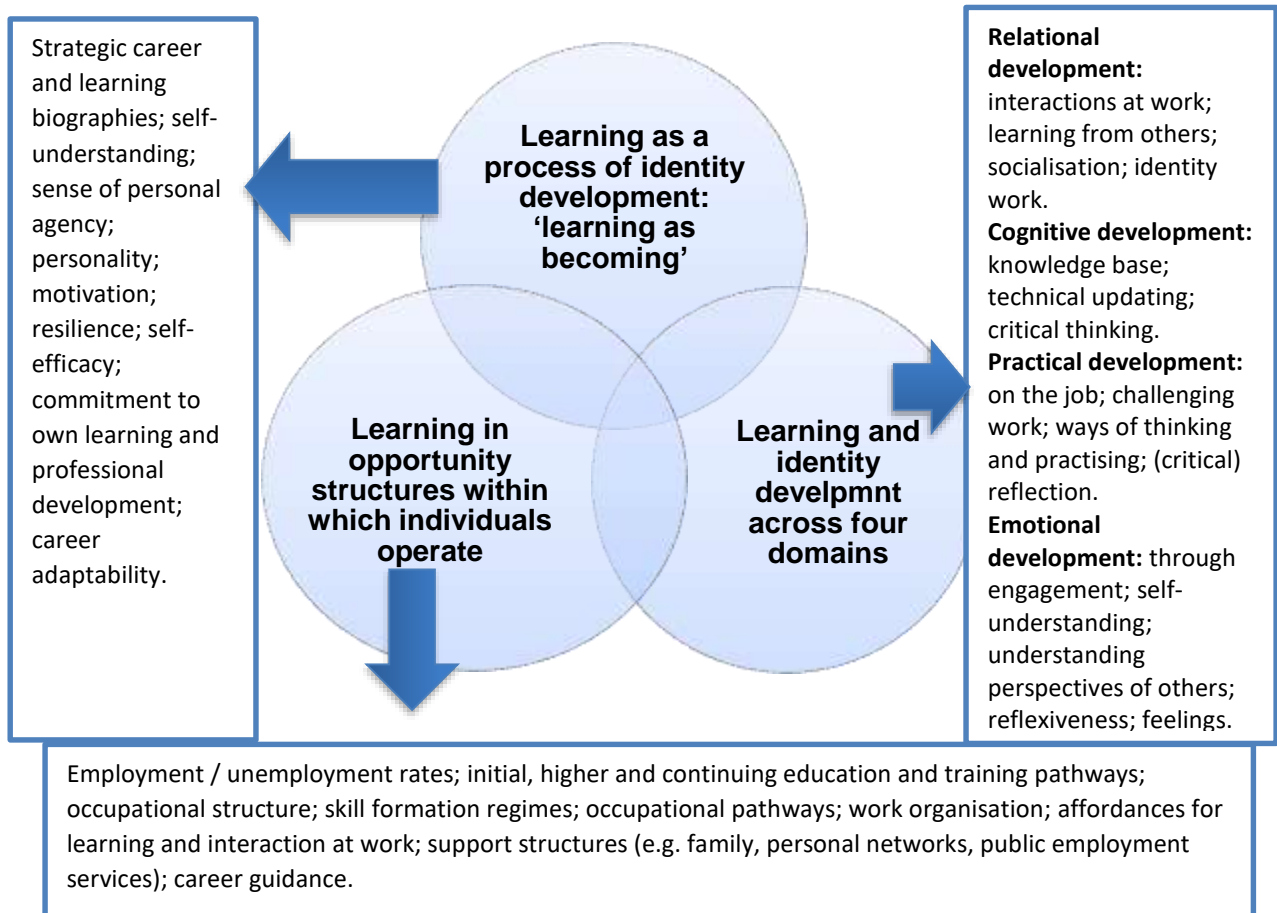 Strategic career
and learning
biographies; self-
understanding;
sense of personal
agency;
personality;
motivation;
resilience; self-
efficacy;
commitment to
own learning and
professional
development;
career
adaptability.
Learning as a
process of identity
development:
‘learning as
becoming’
Learning in
opportunity
structures within
which individuals
operate
Learning and
identity
develpmnt
across four
domains
Relational
development:
interactions at work;
learning from others;
socialisation; identity
work.
Cognitive development:
knowledge base;
technical updating;
critical thinking.
Practical development:
on the job; challenging
work; ways of thinking
and practising; (critical)
reflection.
Emotional
development: through
engagement; self-
understanding;
understanding
perspectives of others;
reflexiveness; feelings.
Employment / unemployment rates; initial, higher and continuing education and training pathways;
occupational structure; skill formation regimes; occupational pathways; work organisation; affordances for
learning and interaction at work; support structures (e.g. family, personal networks, public employment
services); career guidance.